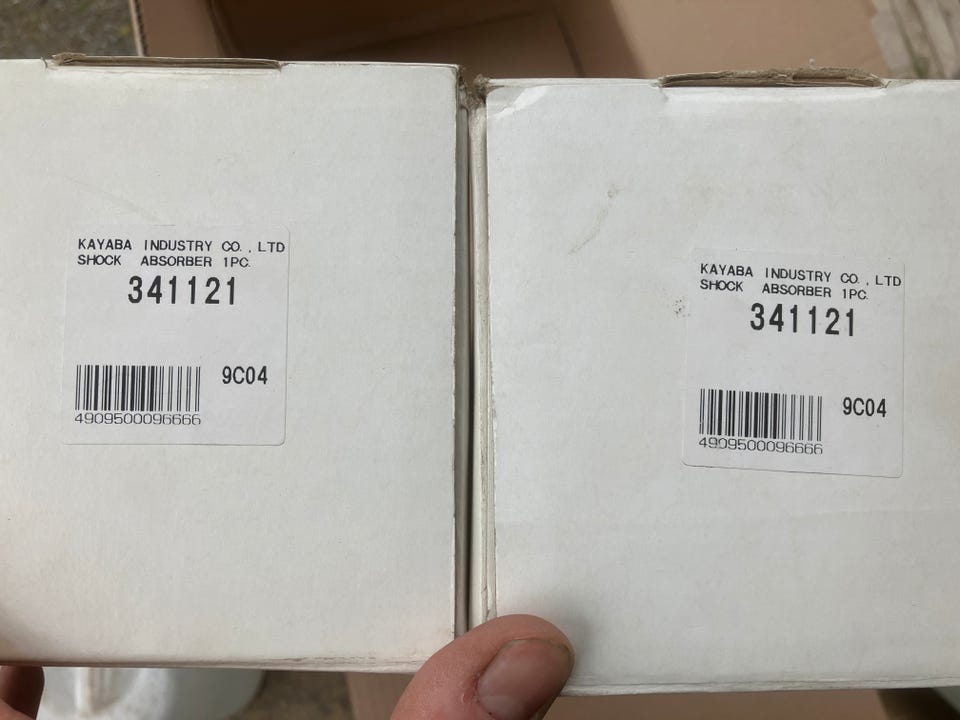 KAYABA INDUSTRY CO., LTD
SHOCK ABSORBER 1PC.
341121
9C04
4909500096666
KAYABA INDUSTRY CO., LTD
SHOCK ABSORBER 1PC.
341121
9C04
4909500096666